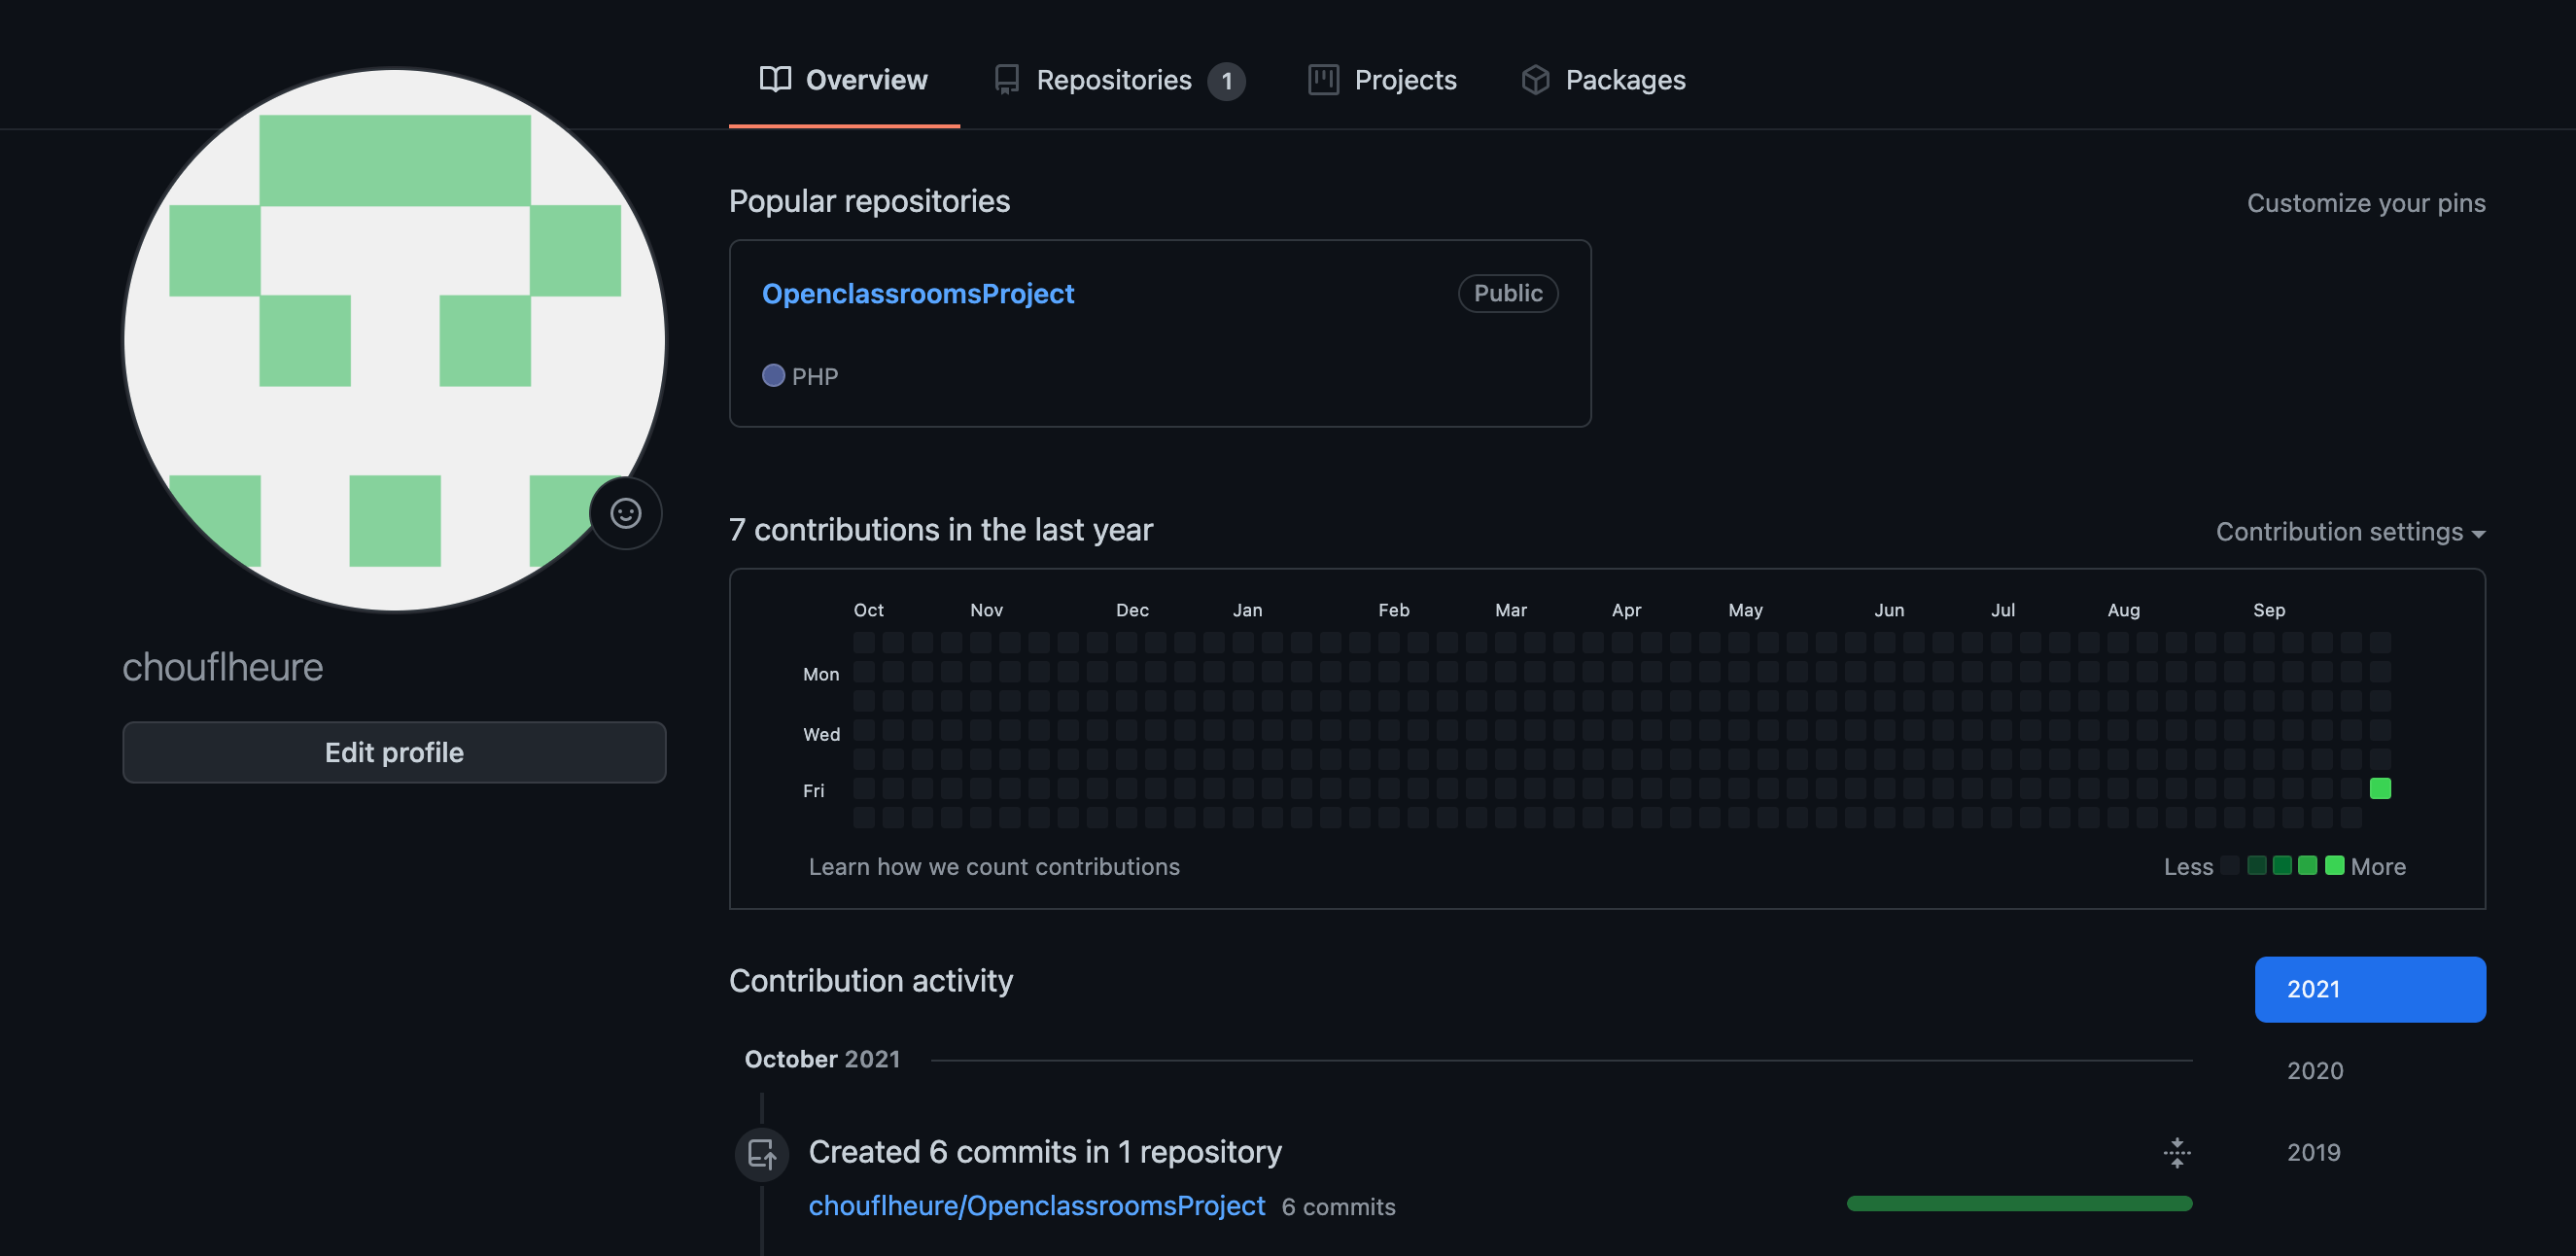 Overview Repositories 1 Projects Packages
Popular repositories
Customize your pins
OpenclassroomsProject
Public
PHP
chouflheure
Edit profile
7 contributions in the last year
Contribution settings
Oct Nov Dec Jan Feb Mar Apr May Jun Jul Aug Sep
Mon
Wed
Fri
Learn how we count contributions
Less More
Contribution activity
2021
2020
2019
October 2021
Created 6 commits in 1 repository
chouflheure/OpenclassroomsProject 6 commits